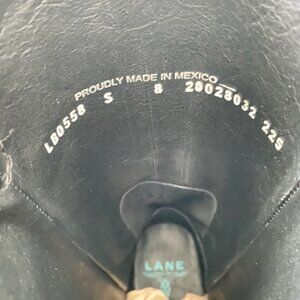 PROUDLY MADE IN MEXICO
LB0558 S 8 28028032 225
LANE